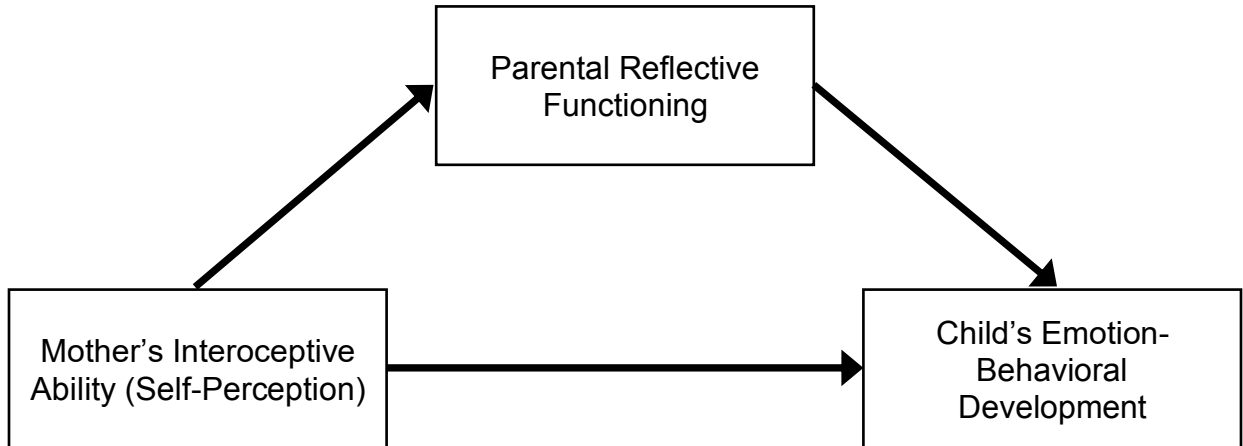 Parental Reflective
Functioning
Mother’s Interoceptive
Ability (Self-Perception)
Child’s Emotion-
Behavioral
Development